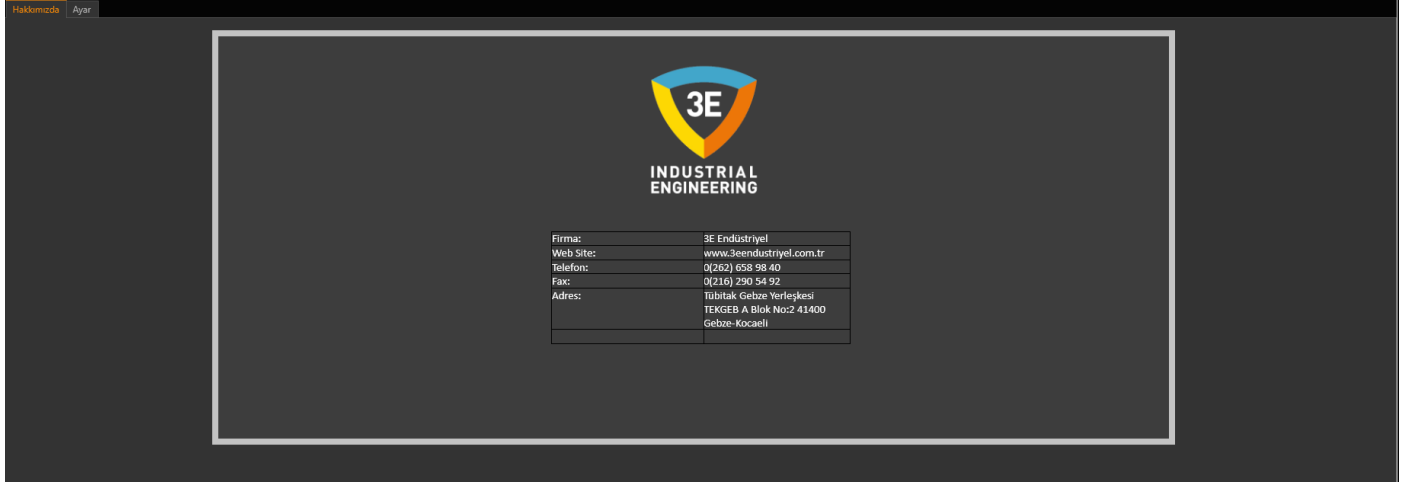 Hakkımızda Ayar
3E
INDUSTRIAL
ENGINEERING
Firma: 3E Endüstriyel
Web Site: www.3eendustriyel.com.tr
Telefon: 0(262) 658 98 40
Fax: 0(216) 290 54 92
Adres: Tübitak Gebze Yerleşkesi
TEKGEB A Blok No:2 41400
Gebze-Kocaeli